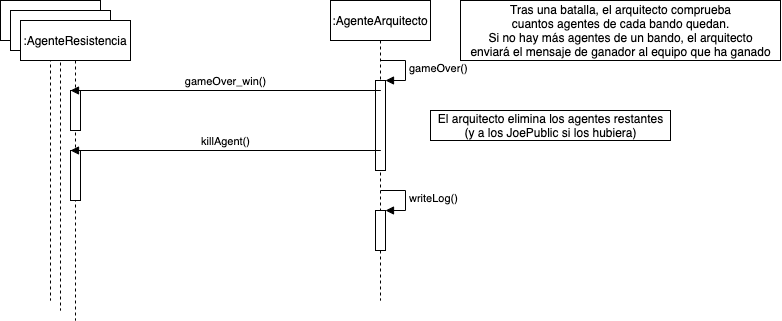 :AgenteResistencia
:AgenteArquitecto
Tras una batalla, el arquitecto comprueba
cuantos agentes de cada bando quedan.
Si no hay más agentes de un bando, el arquitecto
enviará el mensaje de ganador al equipo que ha ganado
gameOver()
gameOver_win()
El arquitecto elimina los agentes restantes
(y a los JoePublic si los hubiera)
killAgent()
writeLog()